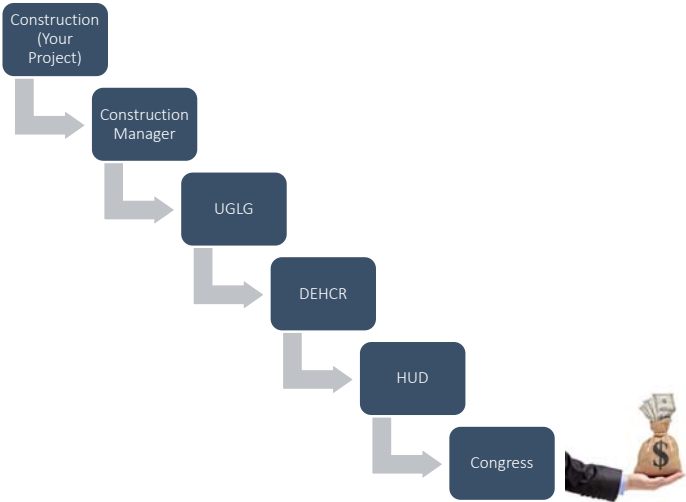 Construction
(Your
Project)
Construction
Manager
UGLG
DEHCR
HUD
Congress
$